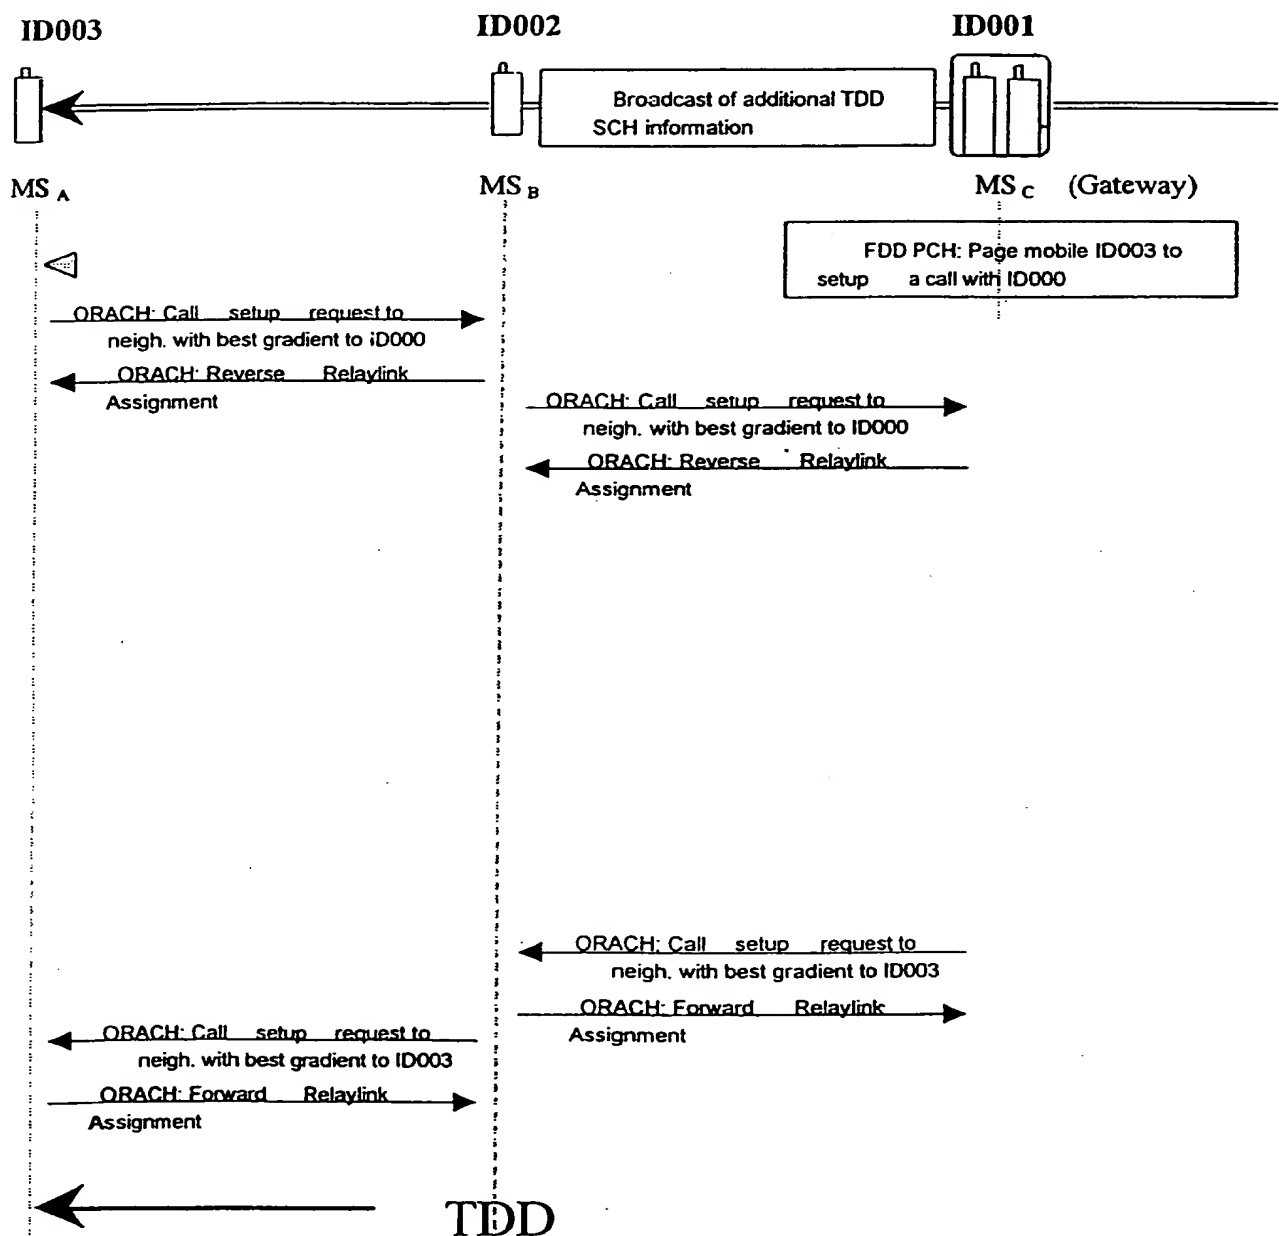 ID003
ID002
ID001
Broadcast of additional TDD
SCH information
MS A
MS B
MS C (Gateway)
FDD PCH: Page mobile ID003 to
setup a call with ID000
ORACH: Call setup request to
neigh. with best gradient to ID000
ORACH: Reverse Relaylink
Assignment
ORACH: Call setup request to
neigh. with best gradient to ID000
ORACH: Reverse Relaylink
Assignment
ORACH: Call setup request to
neigh. with best gradient to ID003
ORACH: Forward Relaylink
Assignment
ORACH: Call setup request to
neigh. with best gradient to ID003
ORACH: Forward Relaylink
Assignment
TDD